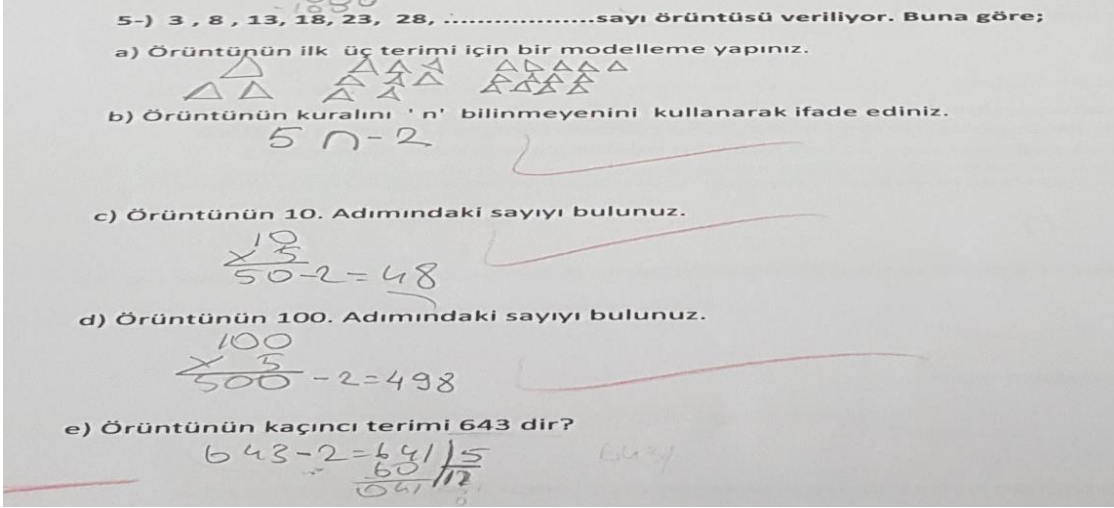 5-) 3 , 8 , 13, 18, 23, 28, ...................sayı örüntüsü veriliyor. Buna göre;
a) Örüntünün ilk üç terimi için bir modelleme yapınız.
b) Örüntünün kuralını 'n' bilinmeyenini kullanarak ifade ediniz.
5n-2
c) Örüntünün 10. Adımındaki sayıyı bulunuz.
10
x 5
50-2=48
d) Örüntünün 100. Adımındaki sayıyı bulunuz.
100
x 5
500-2=498
e) Örüntünün kaçıncı terimi 643 dir?
643-2=641 5
60 12
041